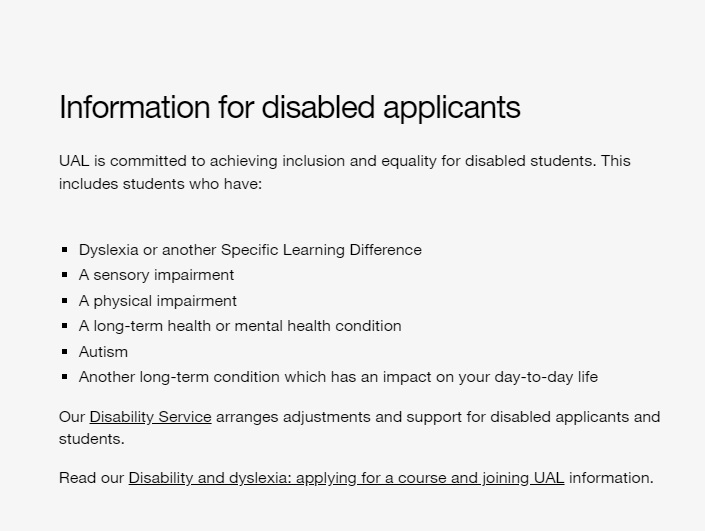 Information for disabled applicants
UAL is committed to achieving inclusion and equality for disabled students. This
includes students who have:
Dyslexia or another Specific Learning Difference
A sensory impairment
A physical impairment
A long-term health or mental health condition
Autism
Another long-term condition which has an impact on your day-to-day life
Our Disability Service arranges adjustments and support for disabled applicants and
students.
Read our Disability and dyslexia: applying for a course and joining UAL information.